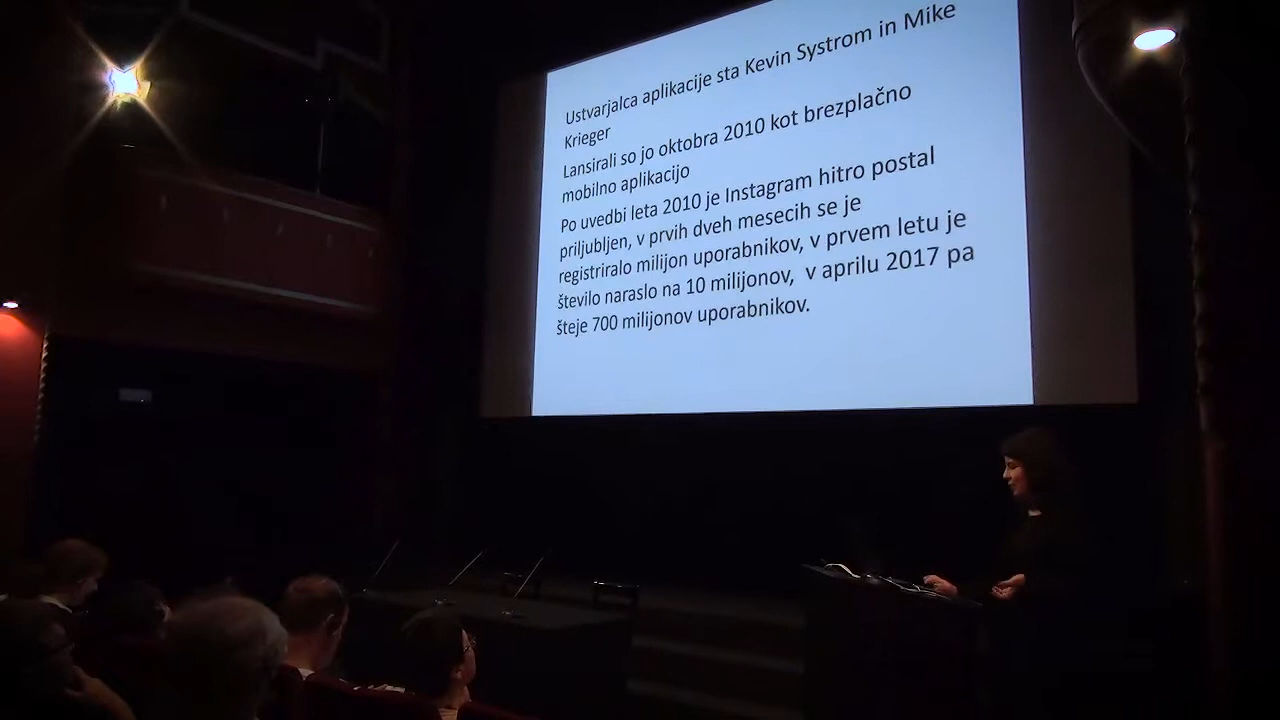 Ustvarjalca aplikacije sta Kevin Systrom in Mike
Krieger
Lansirali so jo oktobra 2010 kot brezplačno
mobilno aplikacijo
Po uvedbi leta 2010 je Instagram hitro postal
priljubljen, v prvih dveh mesecih se je
registriralo milijon uporabnikov, v prvem letu je
število naraslo na 10 milijonov, v aprilu 2017 pa
šteje 700 milijonov uporabnikov.